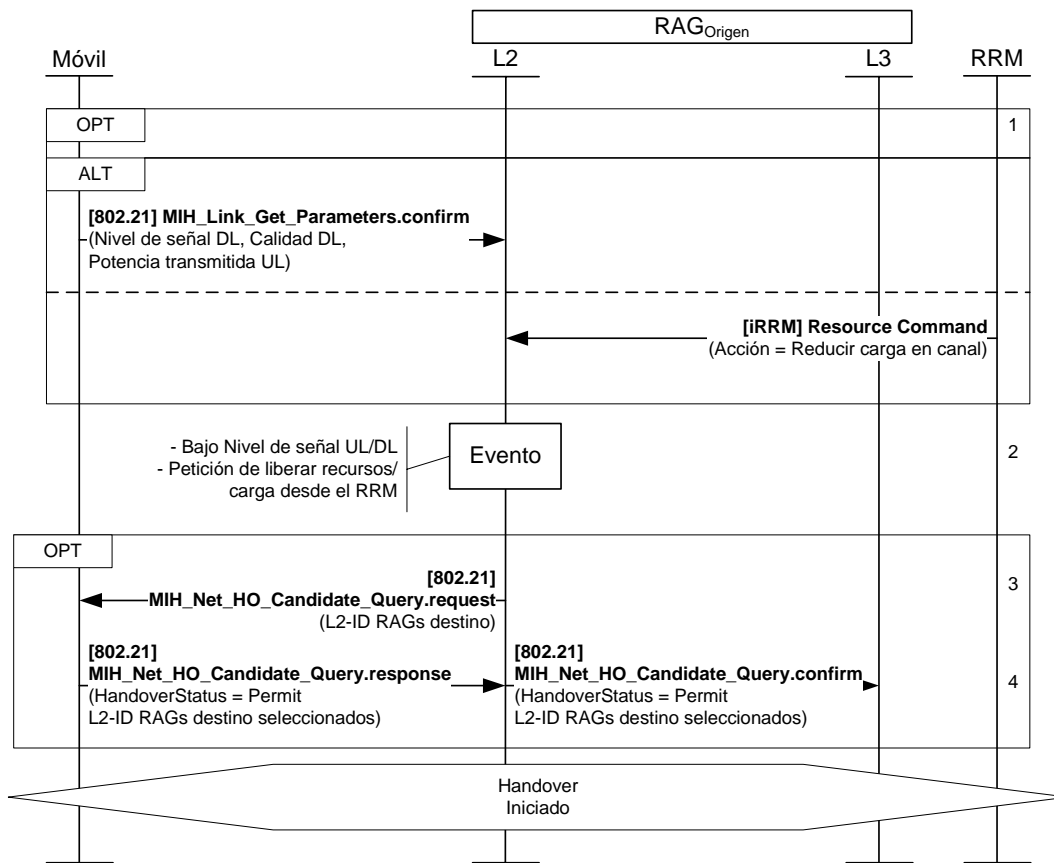 RAGOrigen
Móvil
L2
L3
RRM
OPT
1
ALT
[802.21] MIH_Link_Get_Parameters.confirm
(Nivel de señal DL, Calidad DL,
Potencia transmitida UL)
[iRRM] Resource Command
(Acción = Reducir carga en canal)
- Bajo Nivel de señal UL/DL
- Petición de liberar recursos/
carga desde el RRM
Evento
2
OPT
[802.21]
MIH_Net_HO_Candidate_Query.request
(L2-ID RAGs destino)
3
[802.21]
MIH_Net_HO_Candidate_Query.response
(HandoverStatus = Permit
L2-ID RAGs destino seleccionados)
[802.21]
MIH_Net_HO_Candidate_Query.confirm
(HandoverStatus = Permit
L2-ID RAGs destino seleccionados)
4
Handover
Iniciado